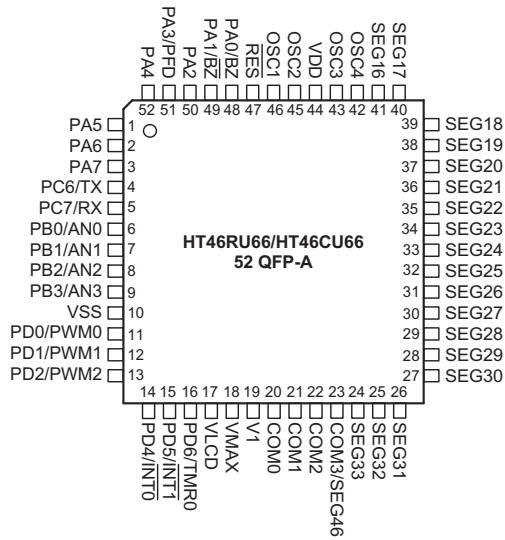 PA4
PA3/PFD
PA2
PA1/B̅Z̅
PA0/BZ
R̅E̅S̅
OSC1
OSC2
VDD
OSC3
OSC4
SEG16
SEG17
52 51 50 49 48 47 46 45 44 43 42 41 40
PA5 1
PA6 2
PA7 3
PC6/TX 4
PC7/RX 5
PB0/AN0 6
PB1/AN1 7
PB2/AN2 8
PB3/AN3 9
VSS 10
PD0/PWM0 11
PD1/PWM1 12
PD2/PWM2 13
HT46RU66/HT46CU66
52 QFP-A
39 SEG18
38 SEG19
37 SEG20
36 SEG21
35 SEG22
34 SEG23
33 SEG24
32 SEG25
31 SEG26
30 SEG27
29 SEG28
28 SEG29
27 SEG30
14 15 16 17 18 19 20 21 22 23 24 25 26
PD4/I̅N̅T̅0̅
PD5/I̅N̅T̅1̅
PD6/TMR0
VLCD
VMAX
V1
COM0
COM1
COM2
COM3/SEG46
SEG33
SEG32
SEG31